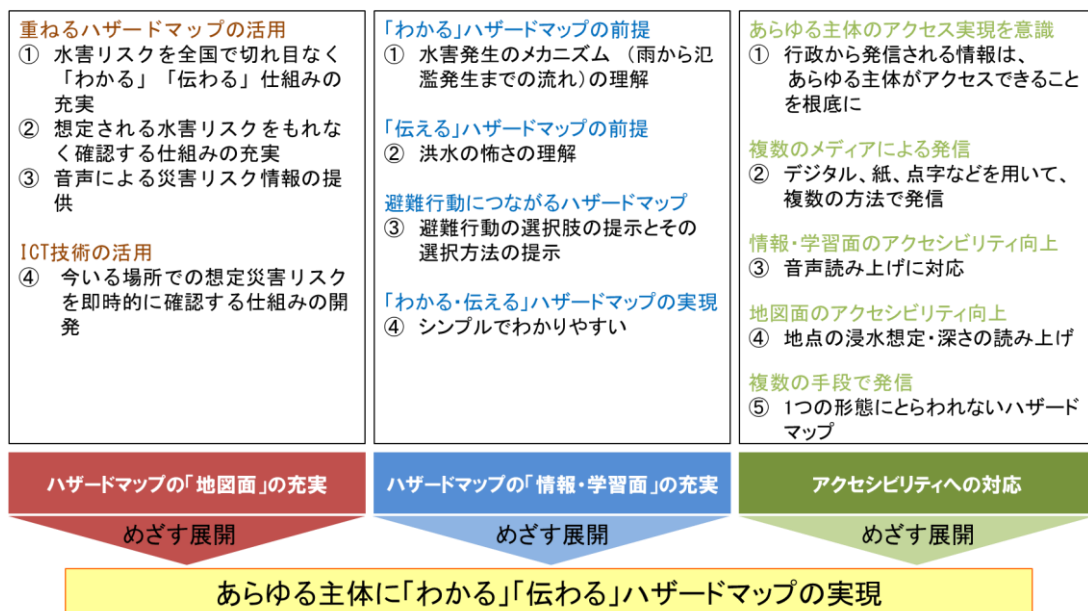 重ねるハザードマップの活用
① 水害リスクを全国で切れ目なく
「わかる」「伝わる」仕組みの
充実
② 想定される水害リスクをもれな
く確認する仕組みの充実
③ 音声による災害リスク情報の提
供
ICT技術の活用
④ 今いる場所での想定災害リスク
を即時的に確認する仕組みの開
発
ハザードマップの「地図面」の充実
めざす展開
「わかる」ハザードマップの前提
① 水害発生のメカニズム （雨から氾
濫発生までの流れ）の理解
「伝える」ハザードマップの前提
② 洪水の怖さの理解
避難行動につながるハザードマップ
③ 避難行動の選択肢の提示とその
選択方法の提示
「わかる・伝える」ハザードマップの実現
④ シンプルでわかりやすい
ハザードマップの「情報・学習面」の充実
めざす展開
あらゆる主体のアクセス実現を意識
① 行政から発信される情報は、
あらゆる主体がアクセスできること
を根底に
複数のメディアによる発信
② デジタル、紙、点字などを用いて、
複数の方法で発信
情報・学習面のアクセシビリティ向上
③ 音声読み上げに対応
地図面のアクセシビリティ向上
④ 地点の浸水想定・深さの読み上げ
複数の手段で発信
⑤ 1つの形態にとらわれないハザード
マップ
アクセシビリティへの対応
めざす展開
あらゆる主体に「わかる」「伝わる」ハザードマップの実現